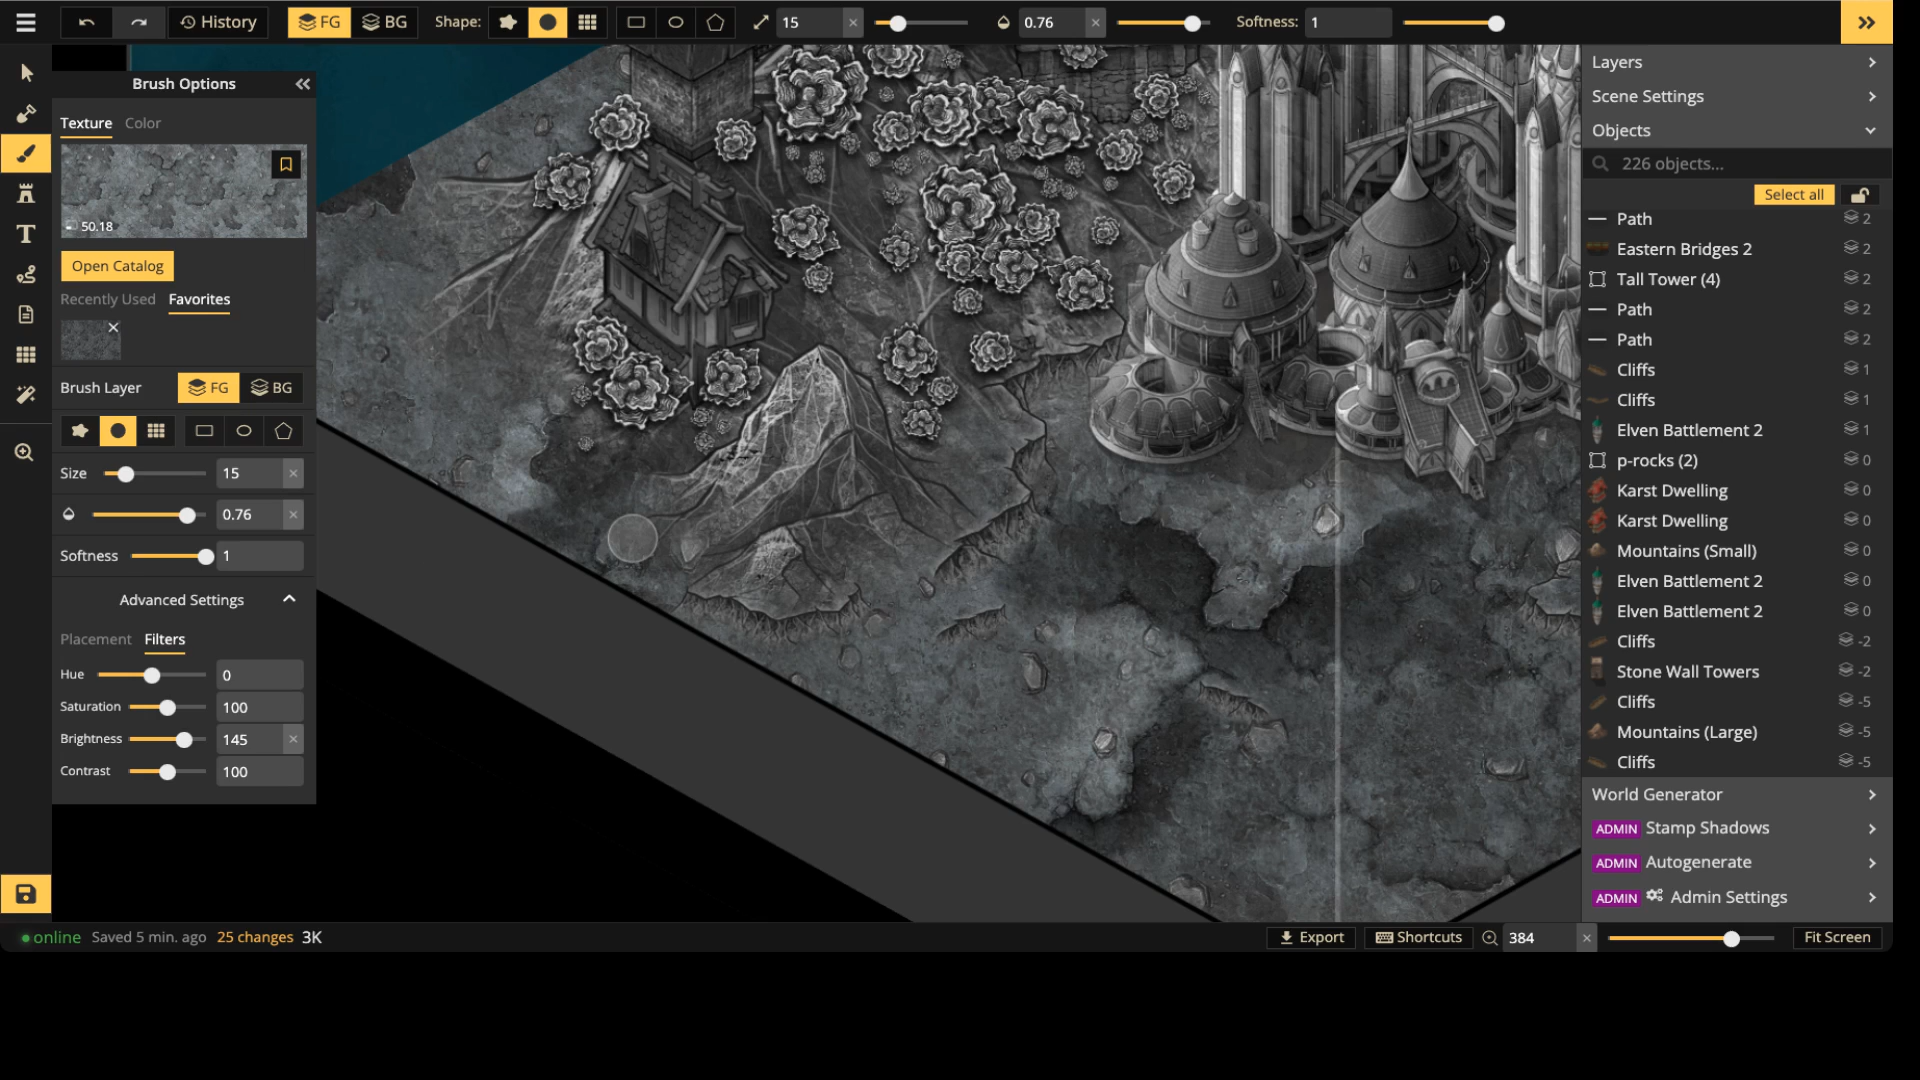 History
FG
BG
Shape:
15
0.76
Softness: 1
Brush Options
Texture Color
50.18
Open Catalog
Recently Used Favorites
Brush Layer FG BG
Size 15
0.76
Softness 1
Advanced Settings
Placement Filters
Hue 0
Saturation 100
Brightness 145
Contrast 100
Layers
Scene Settings
Objects
226 objects...
Select all
Path 2
Eastern Bridges 2 2
Tall Tower (4) 2
Path 2
Path 2
Cliffs 1
Cliffs 1
Elven Battlement 2 1
p-rocks (2) 0
Karst Dwelling 0
Karst Dwelling 0
Mountains (Small) 0
Elven Battlement 2 0
Elven Battlement 2 0
Cliffs -2
Stone Wall Towers -2
Cliffs -5
Mountains (Large) -5
Cliffs -5
World Generator
ADMIN Stamp Shadows
ADMIN Autogenerate
ADMIN Admin Settings
online Saved 5 min. ago 25 changes 3K
Export Shortcuts 384 Fit Screen